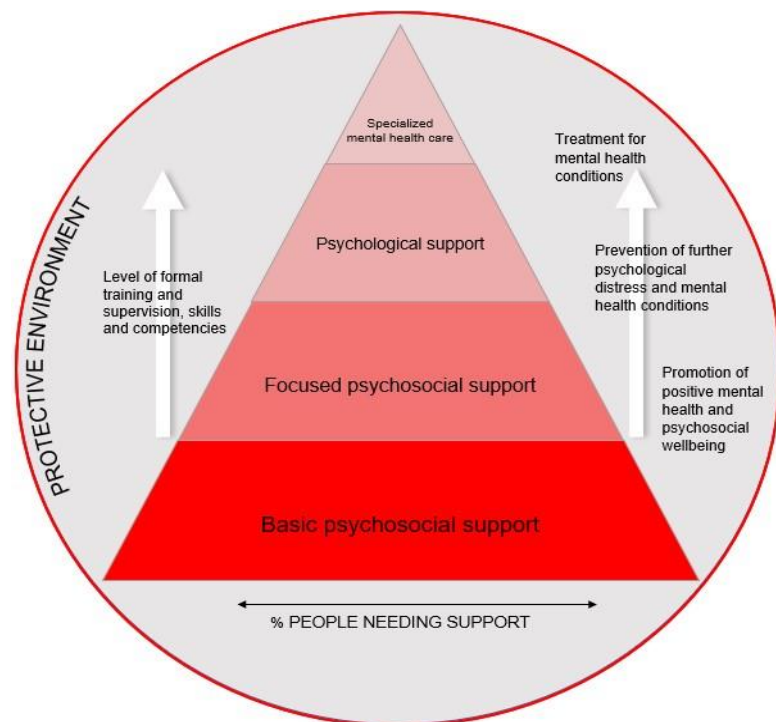 Specialized
mental health care
Psychological support
Focused psychosocial support
Basic psychosocial support
PROTECTIVE ENVIRONMENT
Level of formal
training and
supervision, skills
and competencies
Treatment for
mental health
conditions
Prevention of further
psychological
distress and mental
health conditions
Promotion of
positive mental
health and
psychosocial
wellbeing
% PEOPLE NEEDING SUPPORT